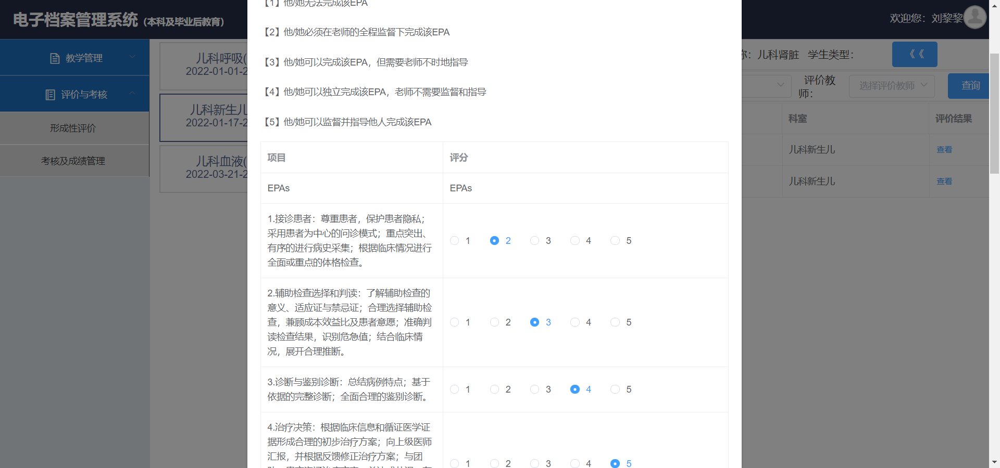 电子档案管理系统（本科及毕业后教育）
欢迎您：刘黎黎
教学管理
评价与考核
形成性评价
考核及成绩管理
儿科呼吸(
2022-01-01-2
儿科新生儿
2022-01-17-2
儿科血液(
2022-03-21-2
【1】他/她无法完成该EPA
【2】他/她必须在老师的全程监督下完成该EPA
【3】他/她可以完成该EPA，但需要老师不时地指导
【4】他/她可以独立完成该EPA，老师不需要监督和指导
【5】他/她可以监督并指导他人完成该EPA
项目 评分
EPAs EPAs
1.接诊患者：尊重患者，保护患者隐私；
采用患者为中心的问诊模式；重点突出、
有序的进行病史采集；根据临床情况进行
全面或重点的体格检查。
1 2 3 4 5
2.辅助检查选择和判读：了解辅助检查的
意义、适应证与禁忌证；合理选择辅助检
查，兼顾成本效益比及患者意愿；准确判
读检查结果，识别危急值；结合临床情
况，展开合理推断。
1 2 3 4 5
3.诊断与鉴别诊断：总结病例特点；基于
依据的完整诊断；全面合理的鉴别诊断。
1 2 3 4 5
4.治疗决策：根据临床信息和循证医学证
据形成合理的初步治疗方案；向上级医师
汇报，并根据反馈修正治疗方案；与团
1 2 3 4 5
称：儿科肾脏 学生类型：
《《
评价教
师：
选择评价教师
查询
科室 评价结果
儿科新生儿 查看
儿科新生儿 查看